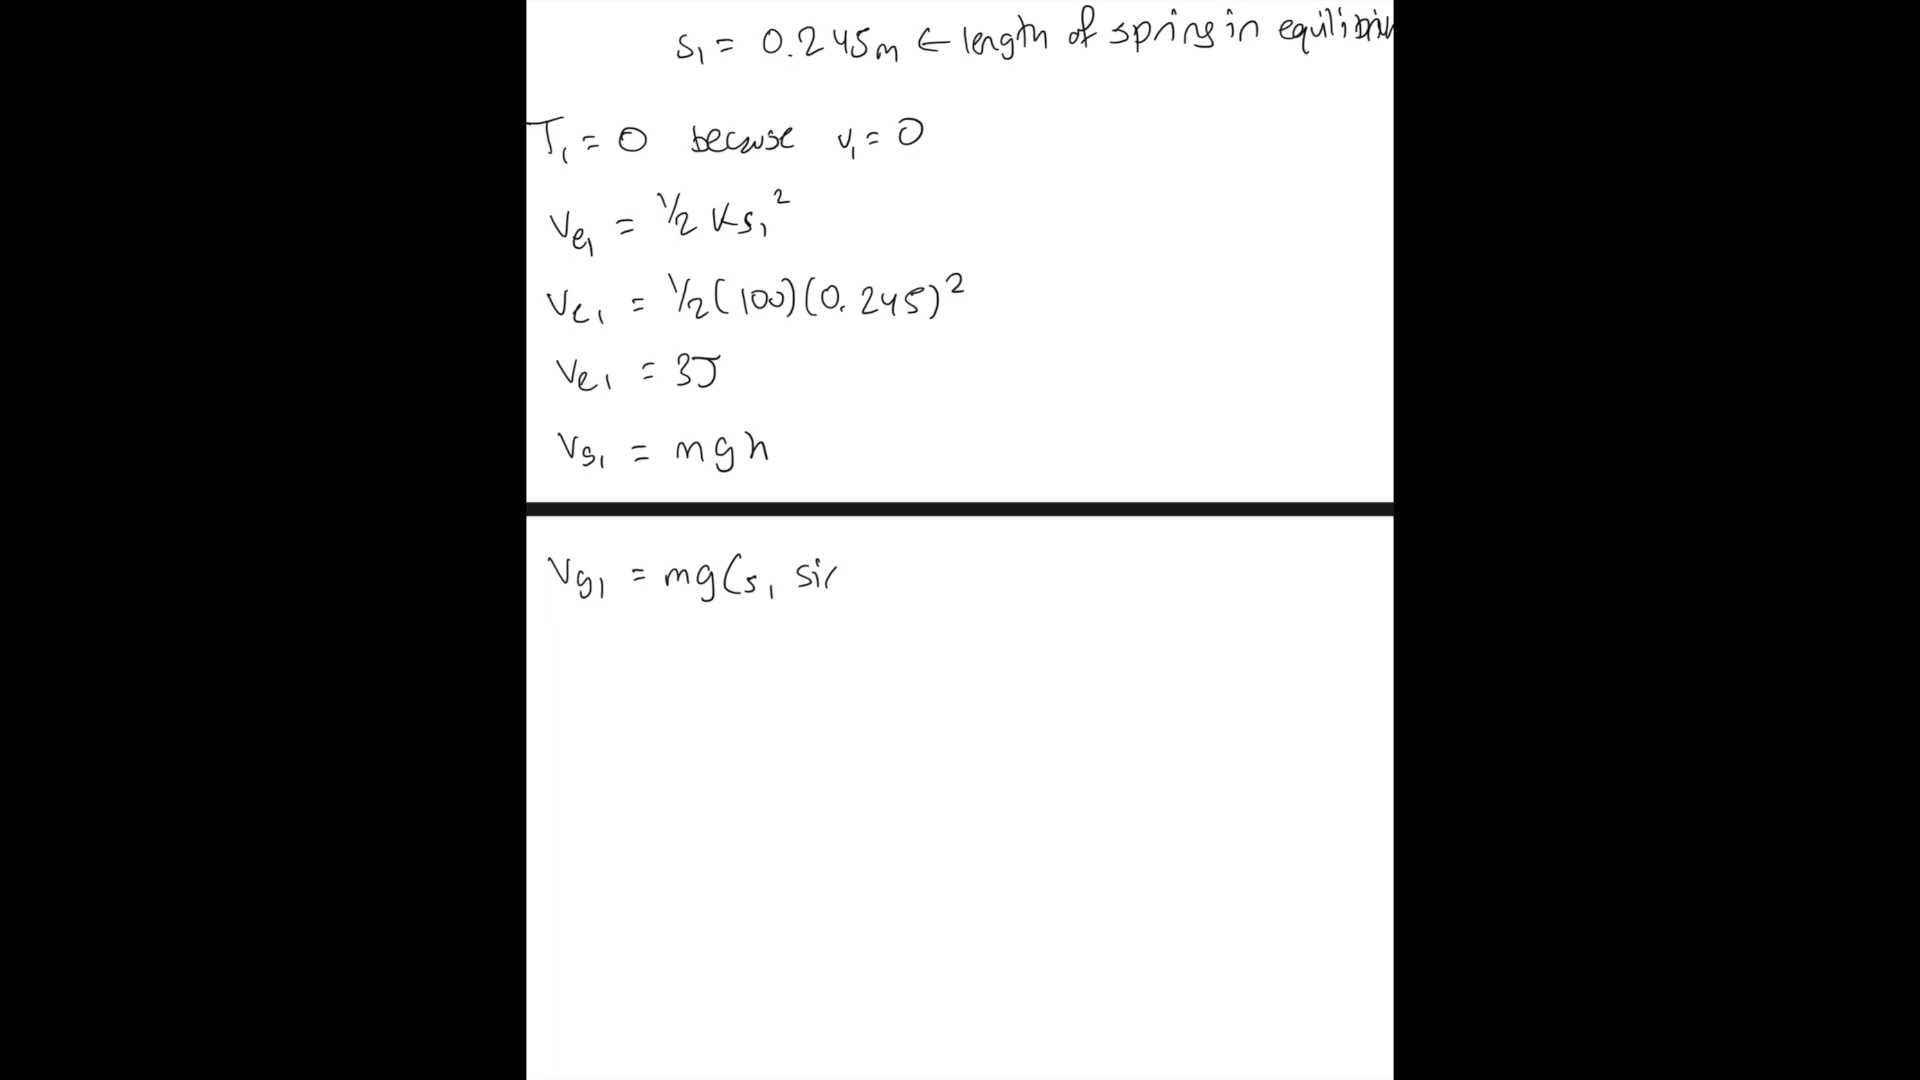 s₁ = 0.245m ← length of spring in
T₁ = 0 because v₁ = 0
Ve₁ = 1/2 ks₁²
Ve₁ = 1/2(100)(0.245)²
Ve₁ = 3J
Vg₁ = mgh
Vg₁ = mg(s₁ si